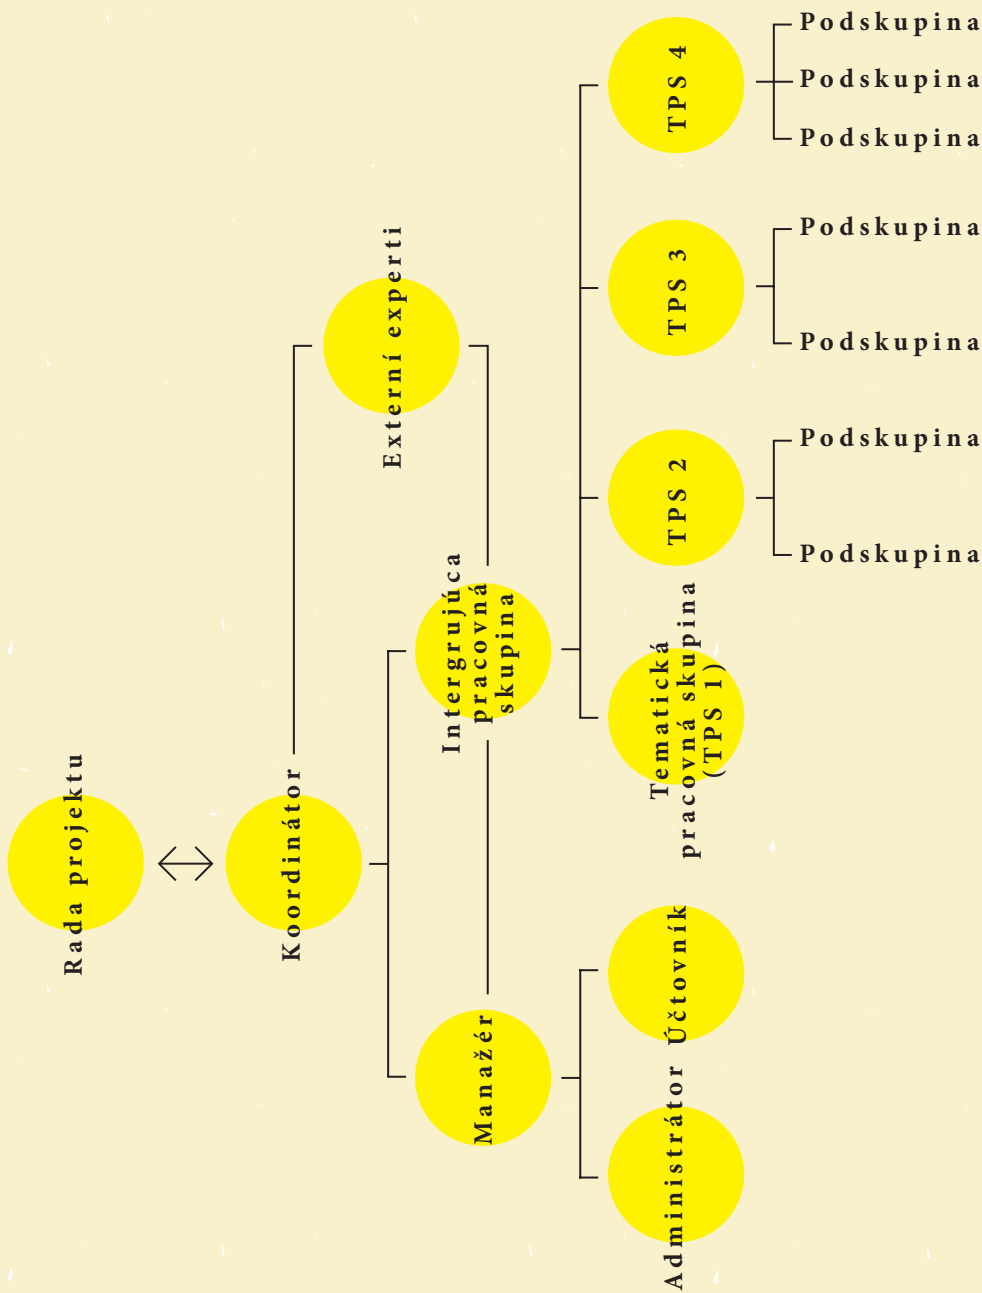 Rada projektu
Koordinátor
Externí experti
Manažér
Intergrujúca
pracovná
skupina
Administrátor
Účtovník
Tematická
pracovná skupina
(TPS 1)
TPS 2
TPS 3
TPS 4
Podskupina
Podskupina
Podskupina
Podskupina
Podskupina
Podskupina
Podskupina